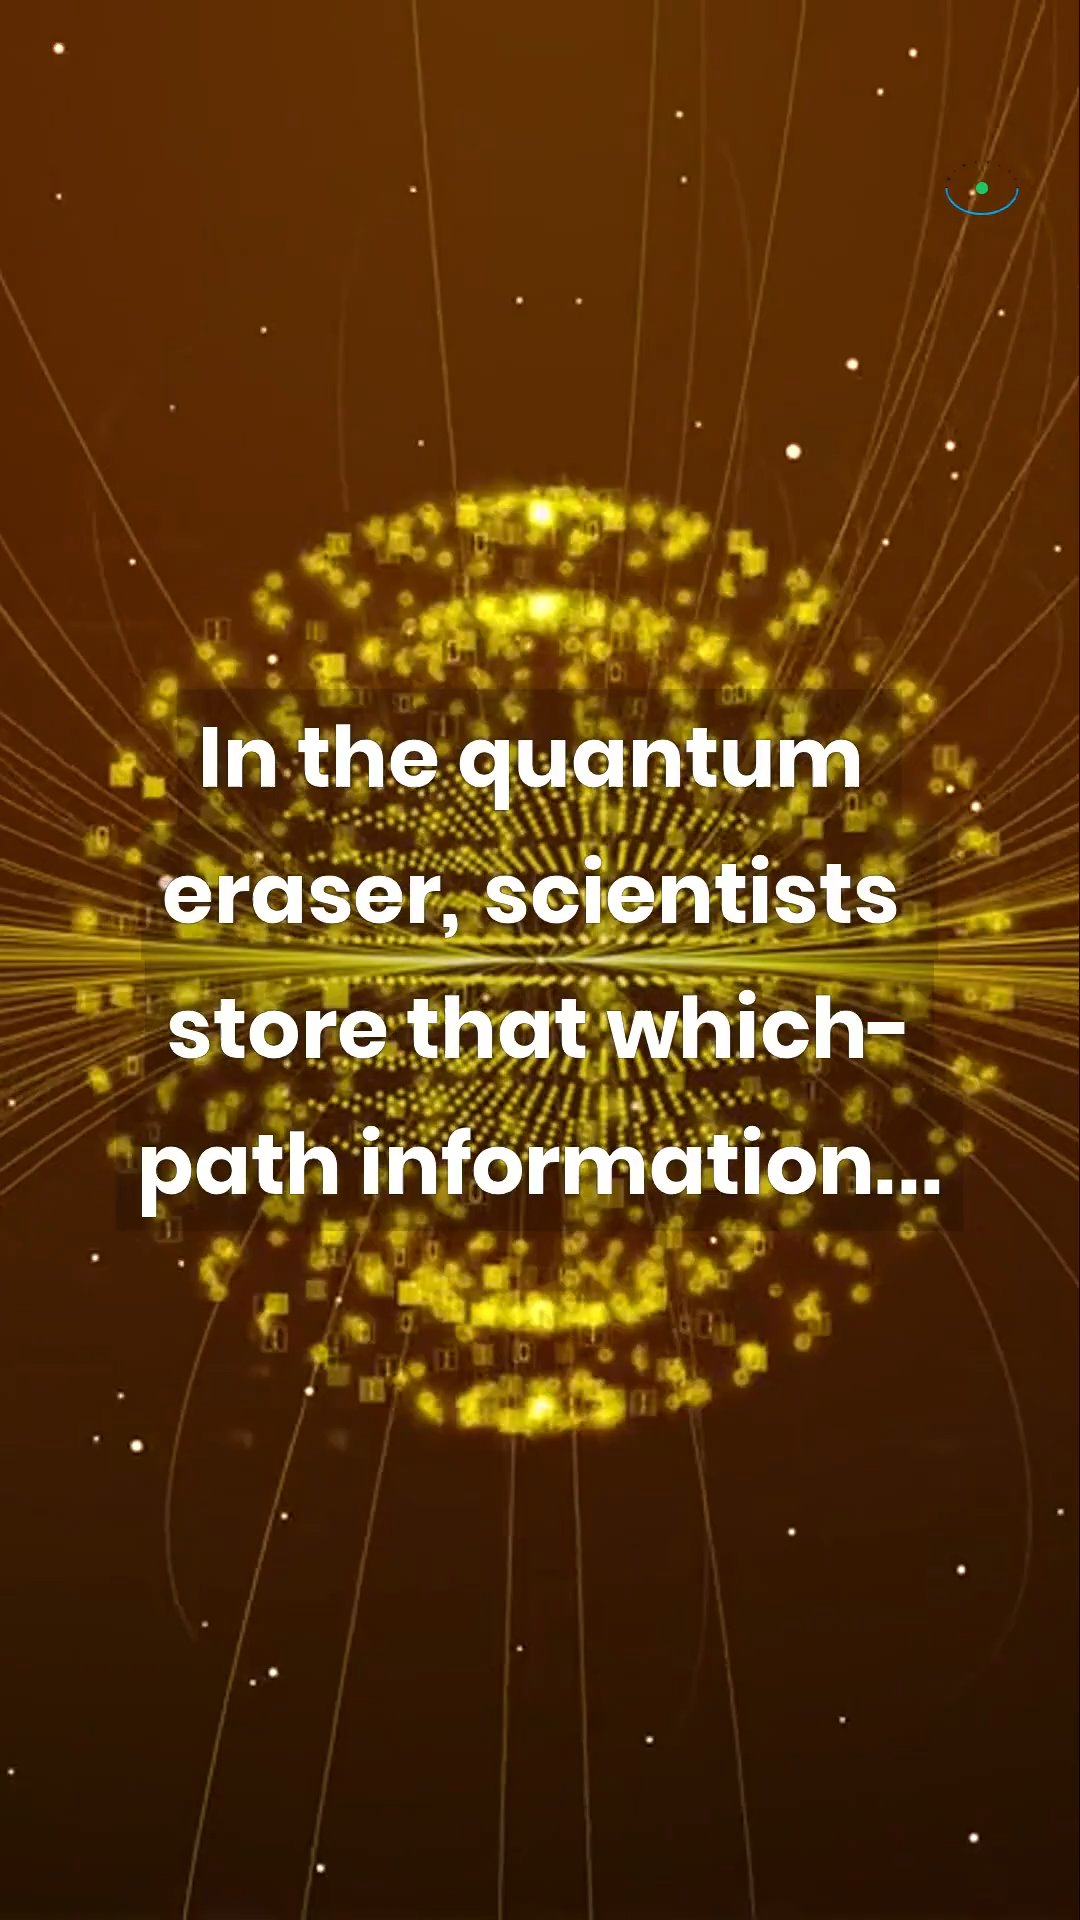 In the quantum
eraser, scientists
store that which-
path information...